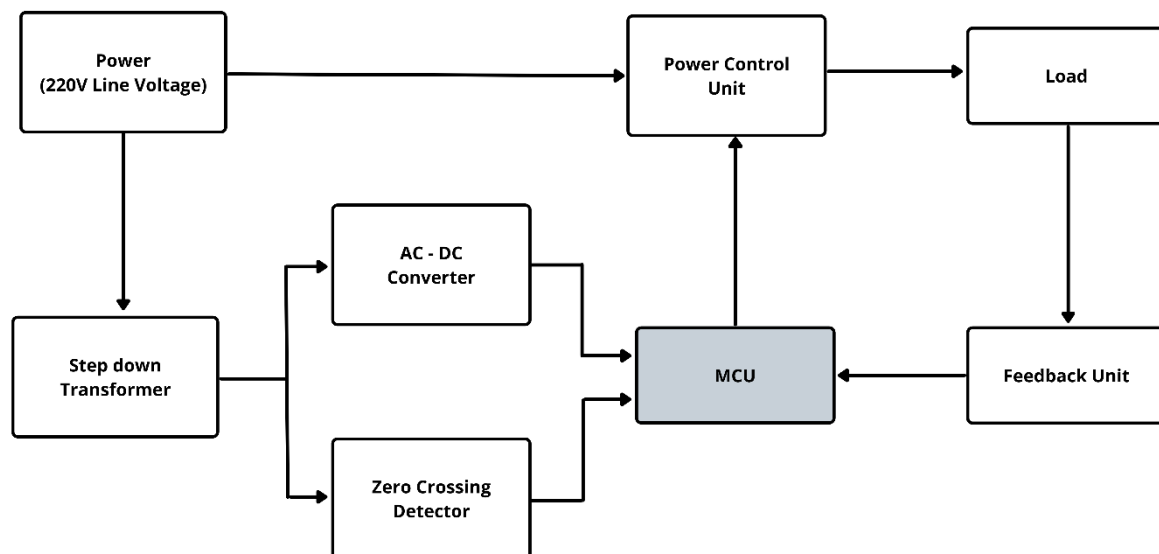 Power
(220V Line Voltage)
Power Control
Unit
Load
AC - DC
Converter
Step down
Transformer
MCU
Feedback Unit
Zero Crossing
Detector